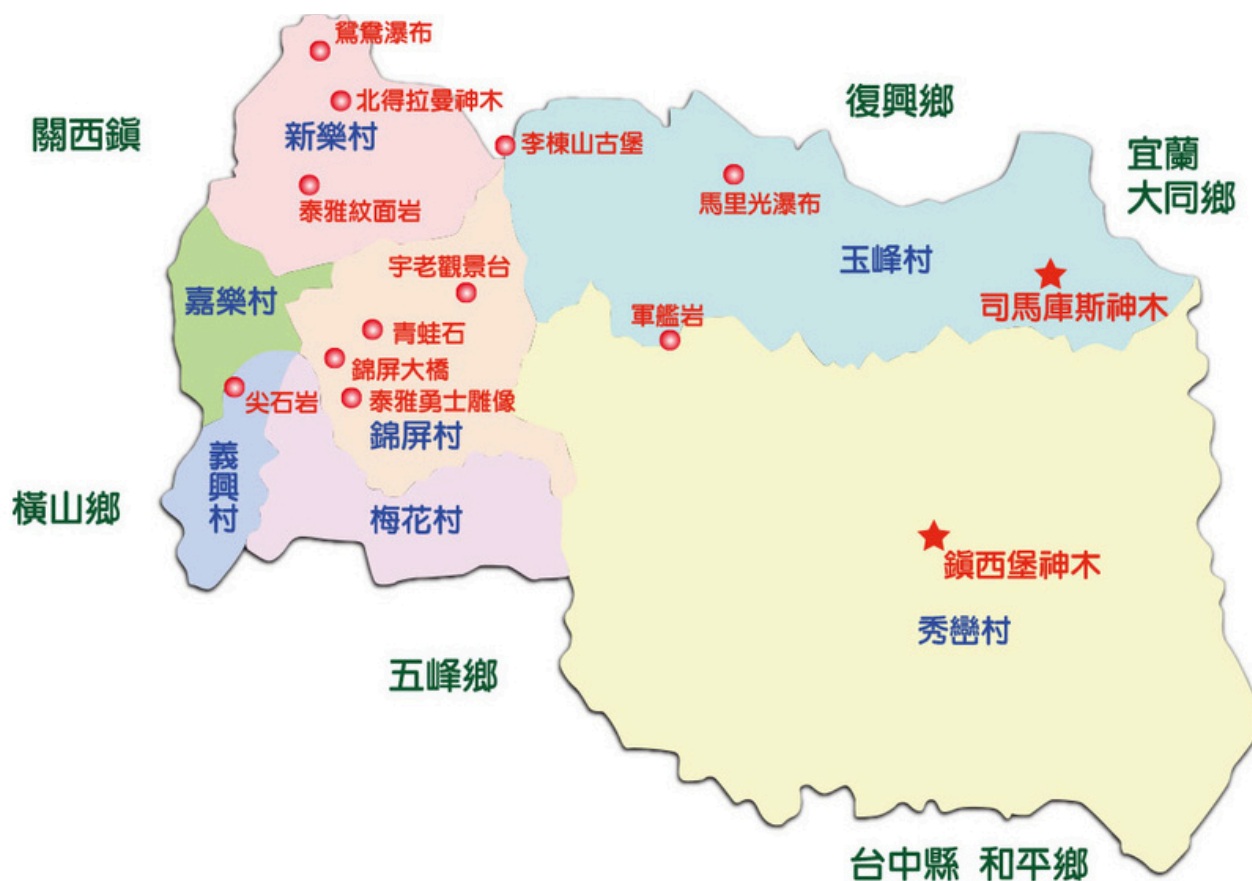 鴛鴦瀑布
北得拉曼神木
復興鄉
關西鎮
新樂村
李棟山古堡
宜蘭
大同鄉
馬里光瀑布
泰雅紋面岩
玉峰村
宇老觀景台
嘉樂村
司馬庫斯神木
軍艦岩
青蛙石
錦屏大橋
尖石岩
泰雅勇士雕像
錦屏村
義興村
橫山鄉
梅花村
鎮西堡神木
秀巒村
五峰鄉
台中縣 和平鄉